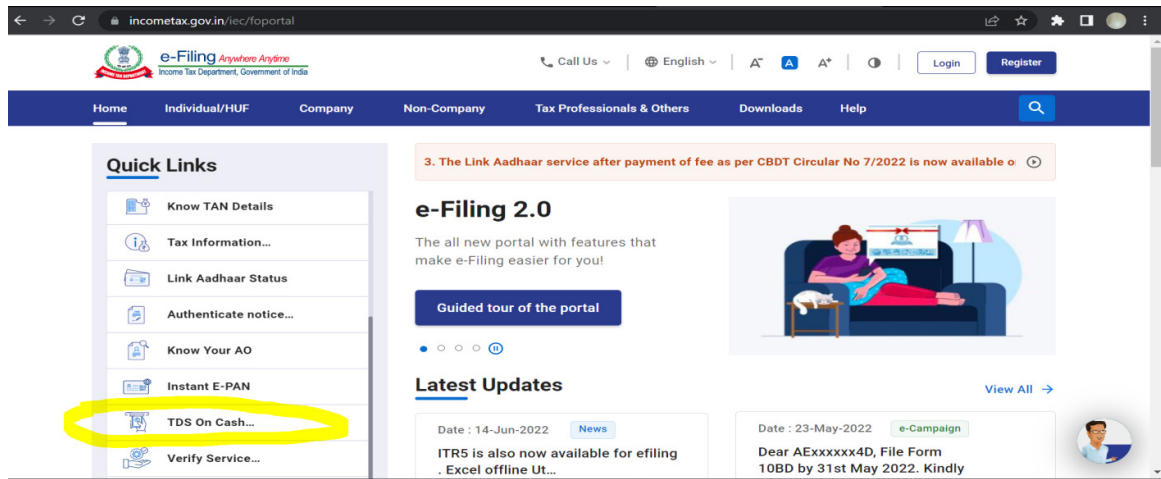 incometax.gov.in/iec/foportal
e-Filing Anywhere Anytime
Income Tax Department, Government of India
Call Us
English
A-
A
A+
Login
Register
Home
Individual/HUF
Company
Non-Company
Tax Professionals & Others
Downloads
Help
Quick Links
Know TAN Details
Tax Information...
Link Aadhaar Status
Authenticate notice...
Know Your AO
Instant E-PAN
TDS On Cash...
Verify Service...
3. The Link Aadhaar service after payment of fee as per CBDT Circular No 7/2022 is now available o
e-Filing 2.0
The all new portal with features that
make e-Filing easier for you!
Guided tour of the portal
Latest Updates
View All
Date : 14-Jun-2022 News
ITR5 is also now available for efiling
. Excel offline Ut...
Date : 23-May-2022 e-Campaign
Dear AExxxxxx4D, File Form
10BD by 31st May 2022. Kindly